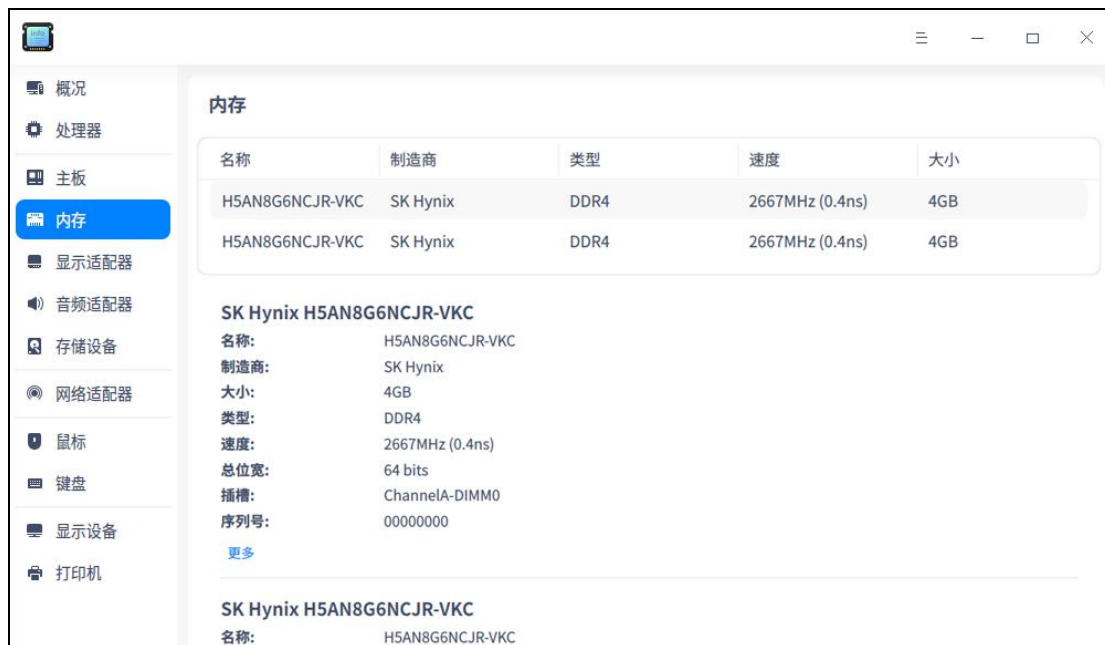 info
概况
处理器
主板
内存
显示适配器
音频适配器
存储设备
网络适配器
鼠标
键盘
显示设备
打印机
内存
名称 制造商 类型 速度 大小
H5AN8G6NCJR-VKC SK Hynix DDR4 2667MHz (0.4ns) 4GB
H5AN8G6NCJR-VKC SK Hynix DDR4 2667MHz (0.4ns) 4GB
SK Hynix H5AN8G6NCJR-VKC
名称: H5AN8G6NCJR-VKC
制造商: SK Hynix
大小: 4GB
类型: DDR4
速度: 2667MHz (0.4ns)
总位宽: 64 bits
插槽: ChannelA-DIMM0
序列号: 00000000
更多
SK Hynix H5AN8G6NCJR-VKC
名称: H5AN8G6NCJR-VKC